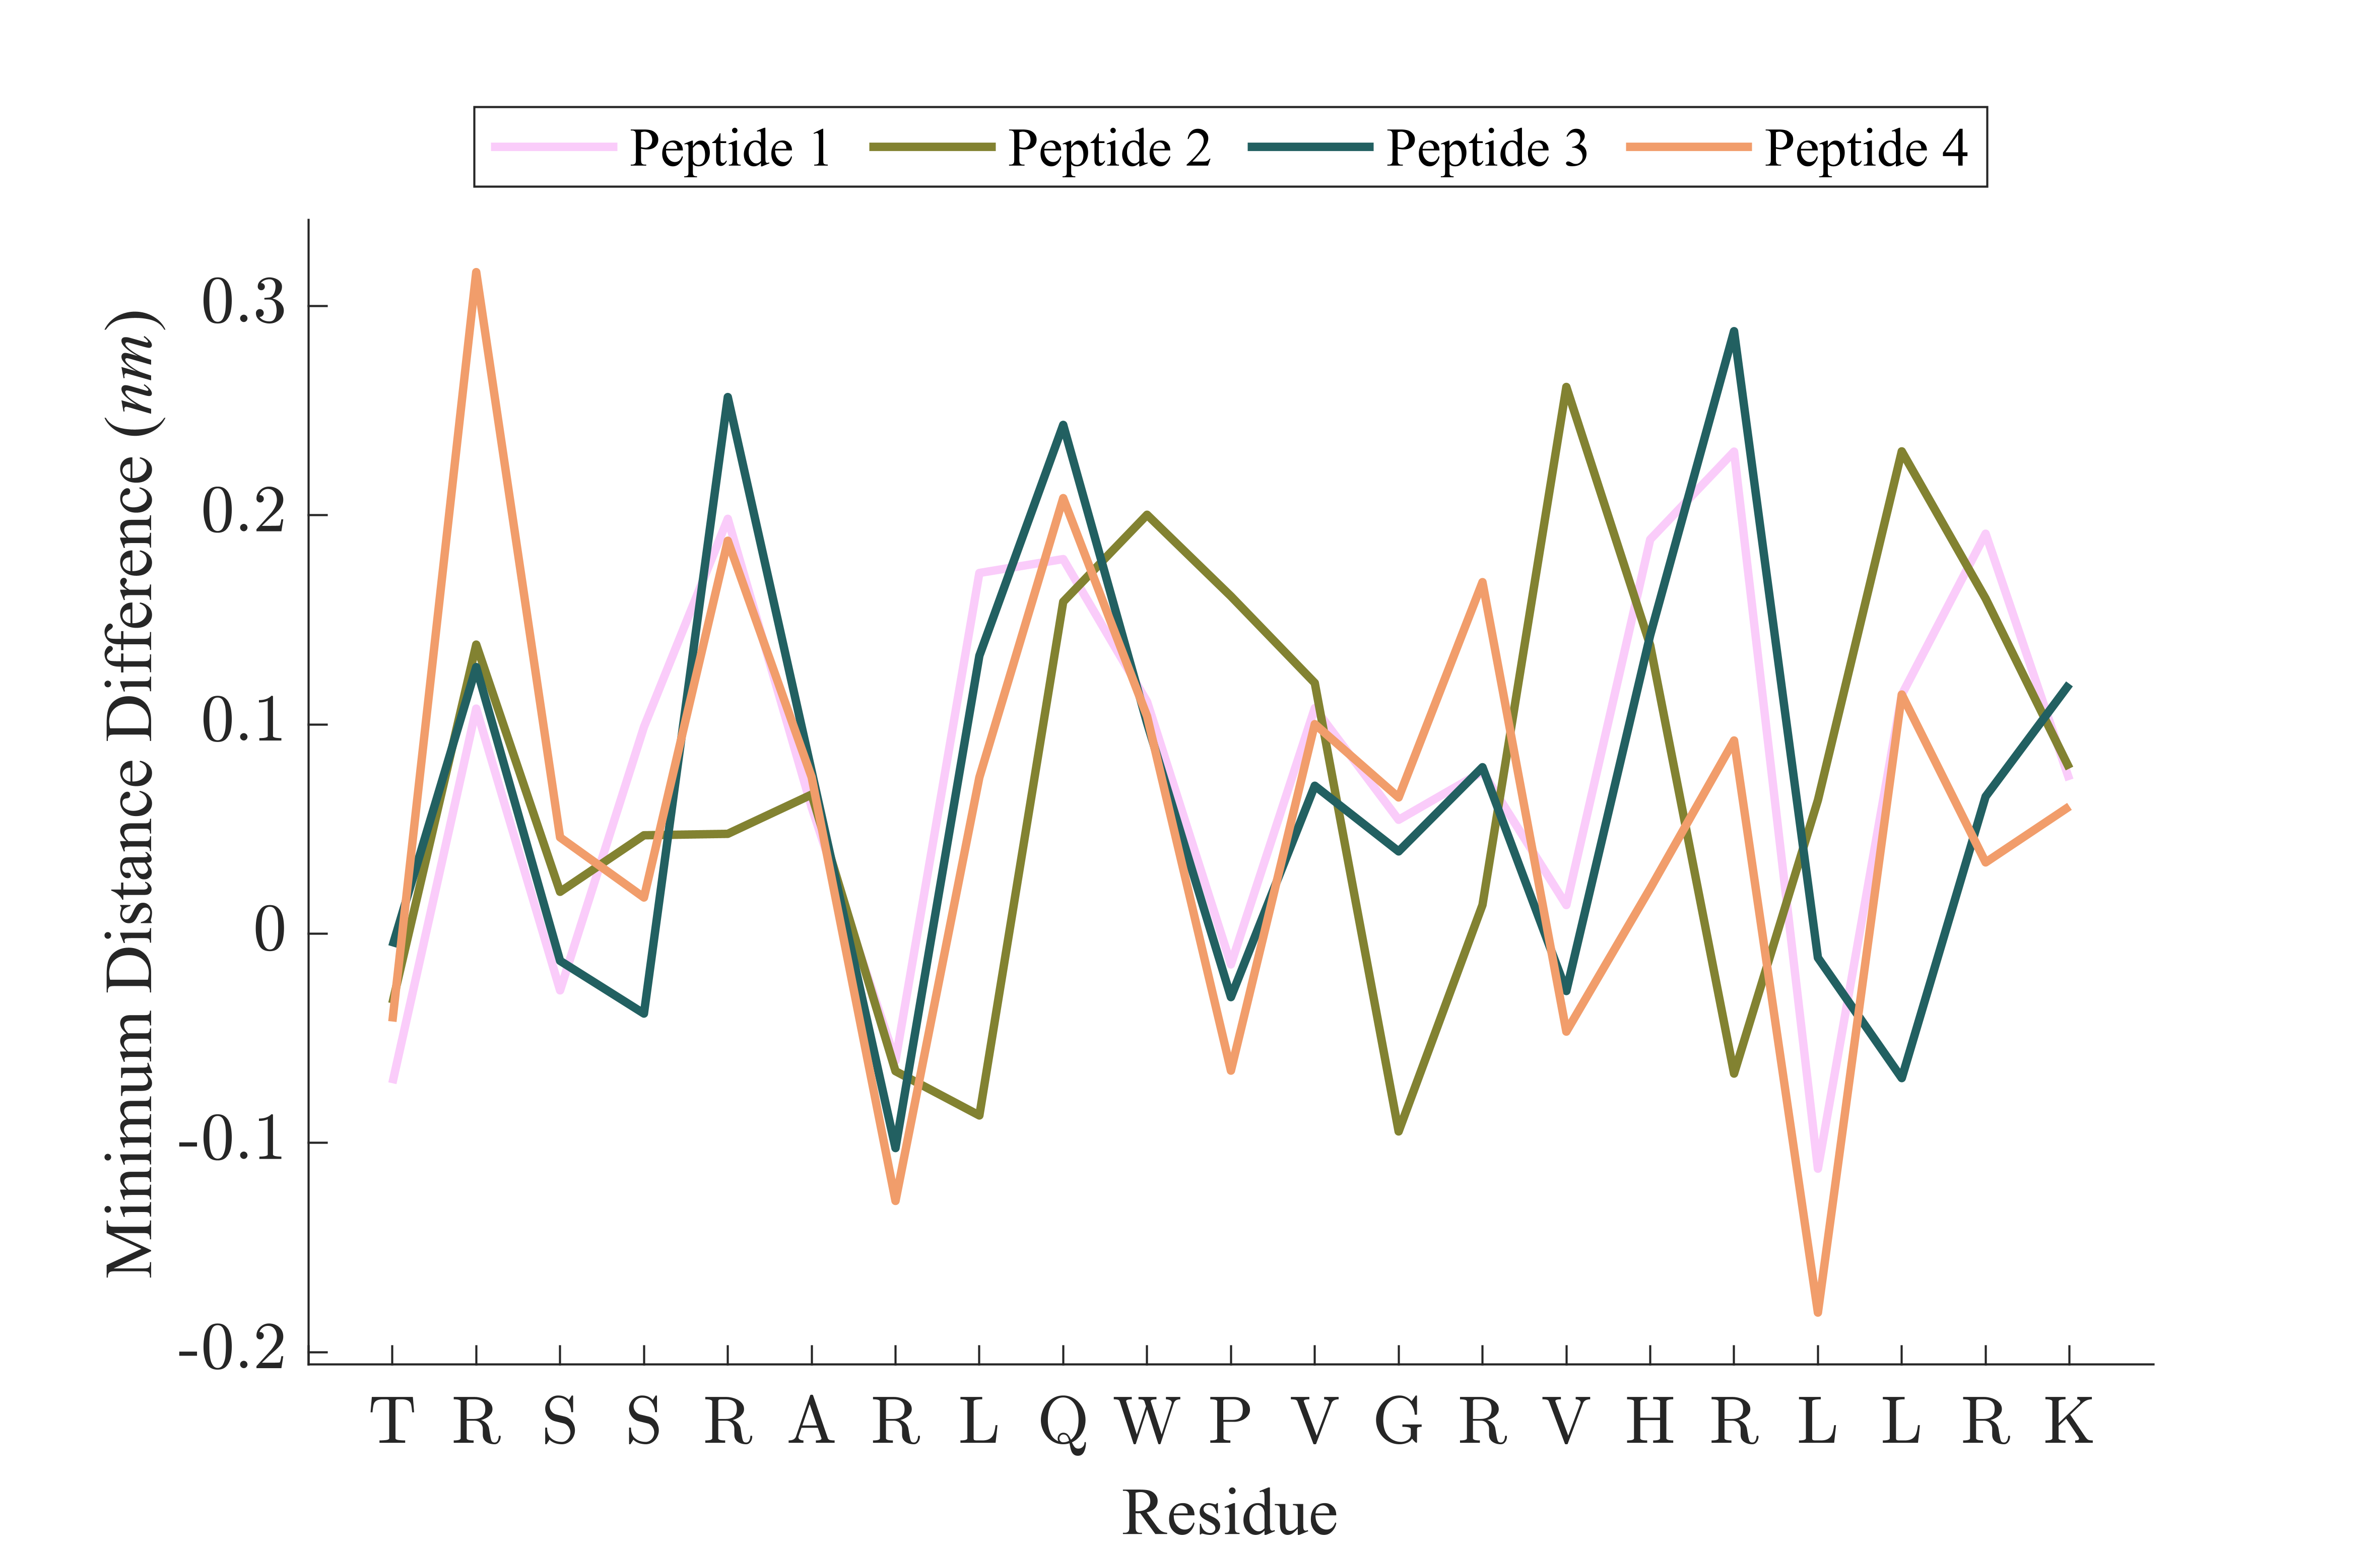 Peptide 1 Peptide 2 Peptide 3 Peptide 4
Minimum Distance Difference (nm)
0.3
0.2
0.1
0
-0.1
-0.2
T R S S R A R L Q W P V G R V H R L L R K
Residue